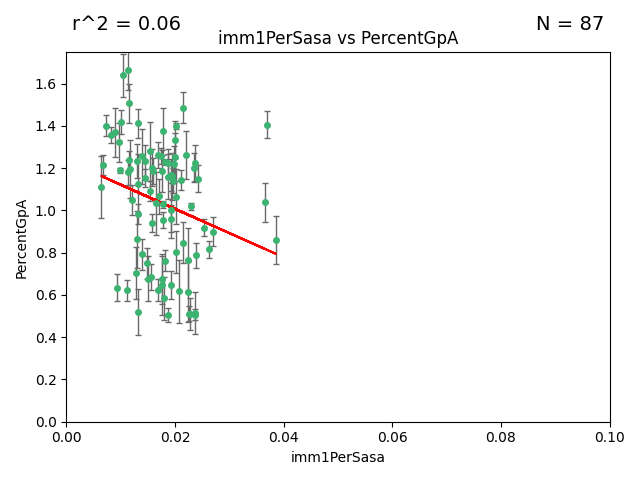 r^2 = 0.06
N = 87
imm1PerSasa vs PercentGpA
PercentGpA
1.6
1.4
1.2
1.0
0.8
0.6
0.4
0.2
0.0
0.00 0.02 0.04 0.06 0.08 0.10
imm1PerSasa